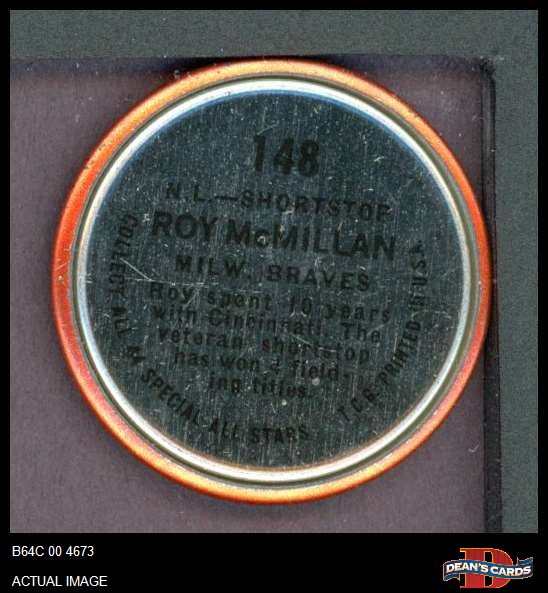 148
N.L.—SHORTSTOP
ROY McMILLAN
MILW. BRAVES
Roy spent 10 years
with Cincinnati. The
veteran shortstop
has won 4 field-
ing titles.
COLLECT ALL 44 SPECIAL ALL STARS
T.C.G. PRINTED IN U.S.A.
B64C 00 4673
ACTUAL IMAGE
D
DEAN'S CARDS